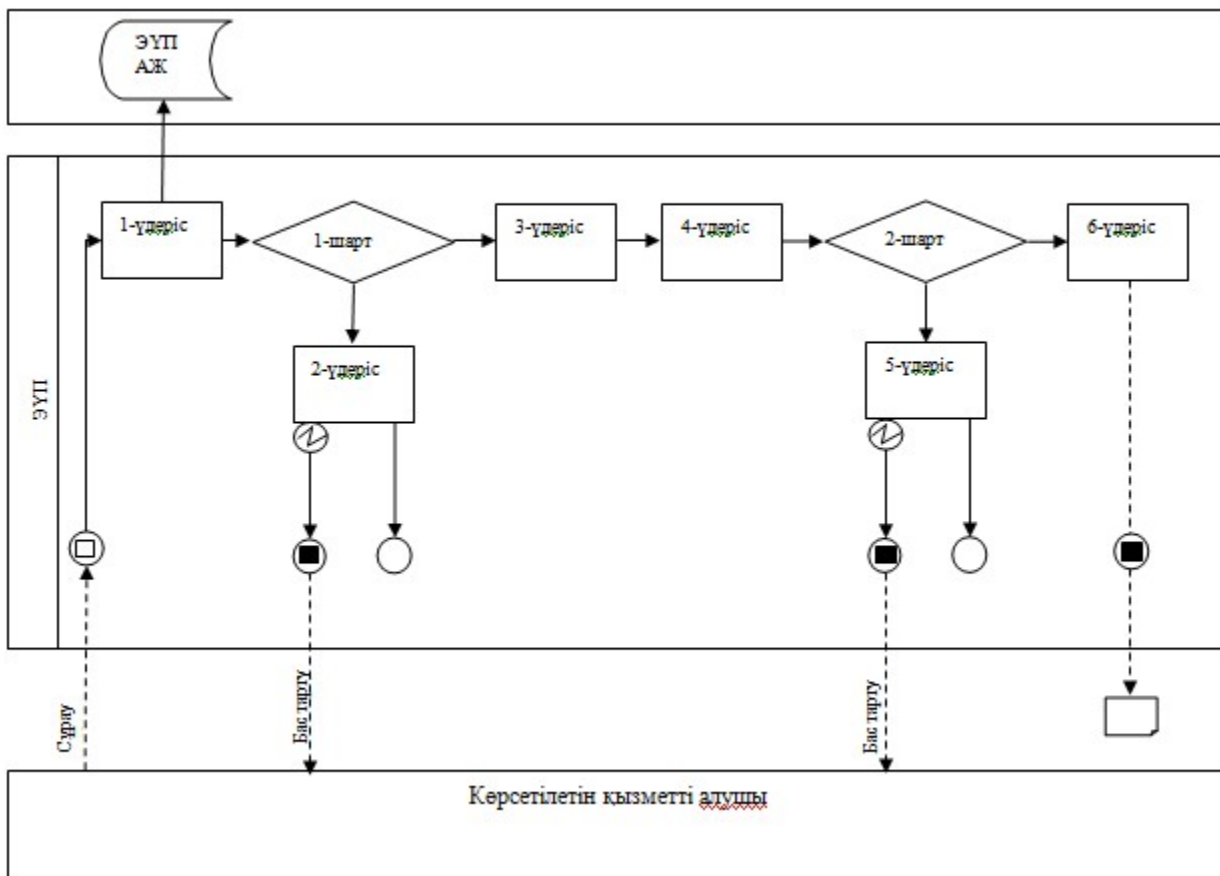 ЭҮП
АЖ
1-үдеріс
1-шарт
3-үдеріс
4-үдеріс
2-шарт
6-үдеріс
2-үдеріс
5-үдеріс
ЭҮП
Сұрау
Бас тарту
Бас тарту
Көрсетілетін қызметті алушы